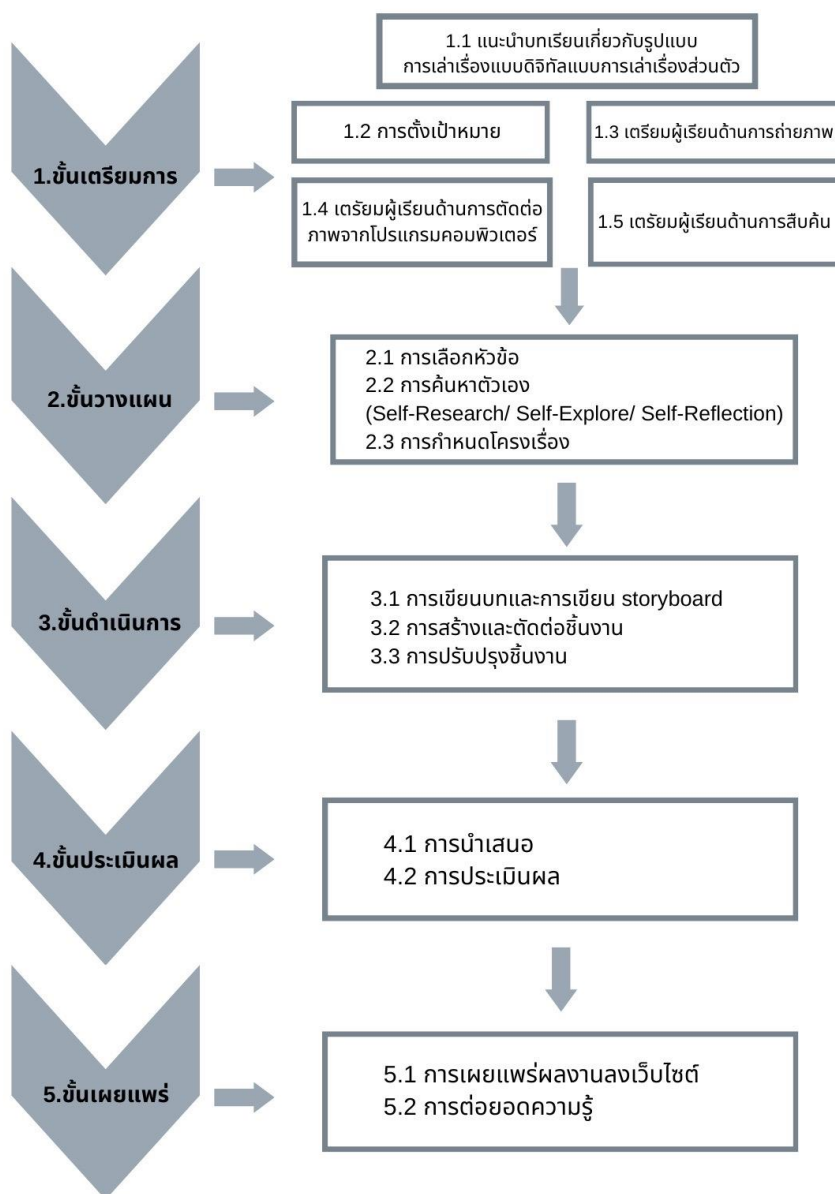 1.1 แนะนำบทเรียนเกี่ยวกับรูปแบบ
การเล่าเรื่องแบบดิจิทัลแบบการเล่าเรื่องส่วนตัว
1.ขั้นเตรียมการ
1.2 การตั้งเป้าหมาย
1.3 เตรียมผู้เรียนด้านการถ่ายภาพ
1.4 เตรัยมผู้เรียนด้านการตัดต่อ
ภาพจากโปรแกรมคอมพิวเตอร์
1.5 เตรัยมผู้เรียนด้านการสืบค้น
2.ขั้นวางแผน
2.1 การเลือกหัวข้อ
2.2 การค้นหาตัวเอง
(Self-Research/ Self-Explore/ Self-Reflection)
2.3 การกำหนดโครงเรื่อง
3.ขั้นดำเนินการ
3.1 การเขียนบทและการเขียน storyboard
3.2 การสร้างและตัดต่อชิ้นงาน
3.3 การปรับปรุงชิ้นงาน
4.ขั้นประเมินผล
4.1 การนำเสนอ
4.2 การประเมินผล
5.ขั้นเผยแพร่
5.1 การเผยแพร่ผลงานลงเว็บไซต์
5.2 การต่อยอดความรู้